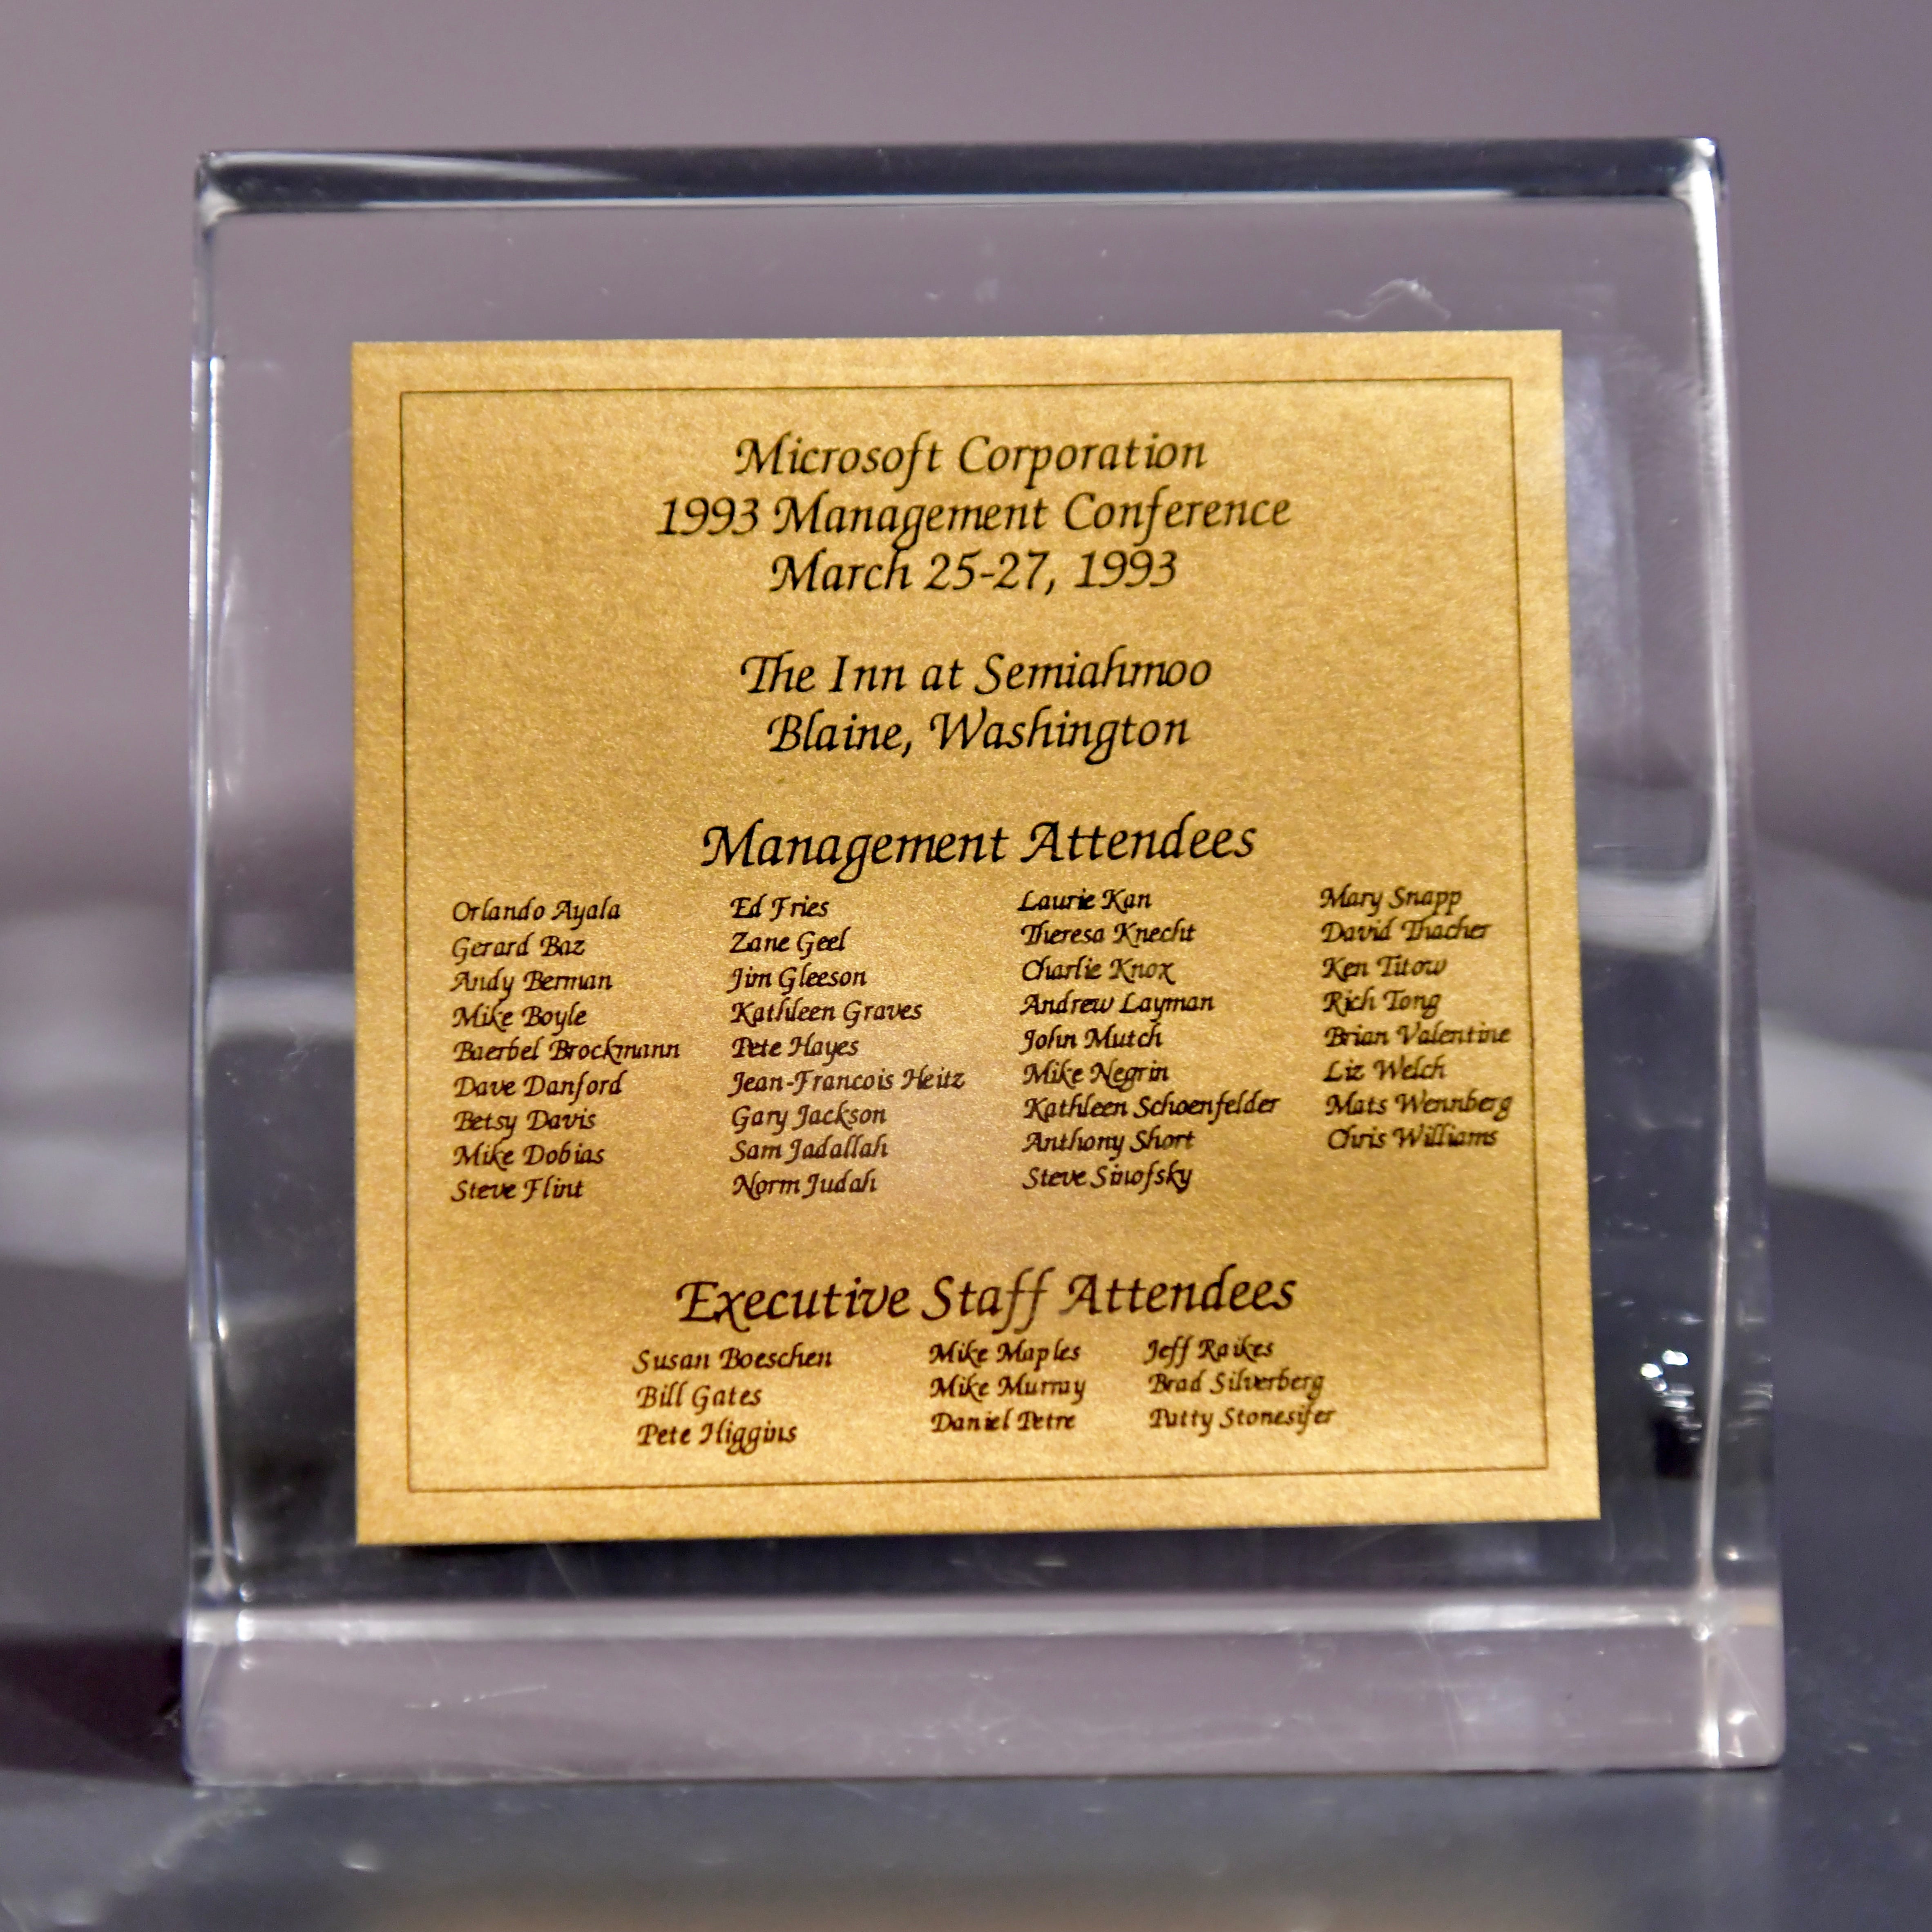 Microsoft Corporation
1993 Management Conference
March 25-27, 1993
The Inn at Semiahmoo
Blaine, Washington
Management Attendees
Orlando Ayala
Gerard Baz
Andy Berman
Mike Boyle
Baerbel Brockmann
Dave Danford
Betsy Davis
Mike Dobias
Steve Flint
Ed Fries
Zane Geel
Jim Gleeson
Kathleen Graves
Pete Hayes
Jean-Francois Heitz
Gary Jackson
Sam Jadallah
Norm Judah
Laurie Kan
Theresa Knecht
Charlie Knox
Andrew Layman
John Mutch
Mike Negrin
Kathleen Schoenfelder
Anthony Short
Steve Sinofsky
Mary Snapp
David Thacher
Ken Titow
Rich Tong
Brian Valentine
Liz Welch
Mats Wennberg
Chris Williams
Executive Staff Attendees
Susan Boeschen
Bill Gates
Pete Higgins
Mike Maples
Mike Murray
Daniel Petre
Jeff Raikes
Brad Silverberg
Patty Stonesifer